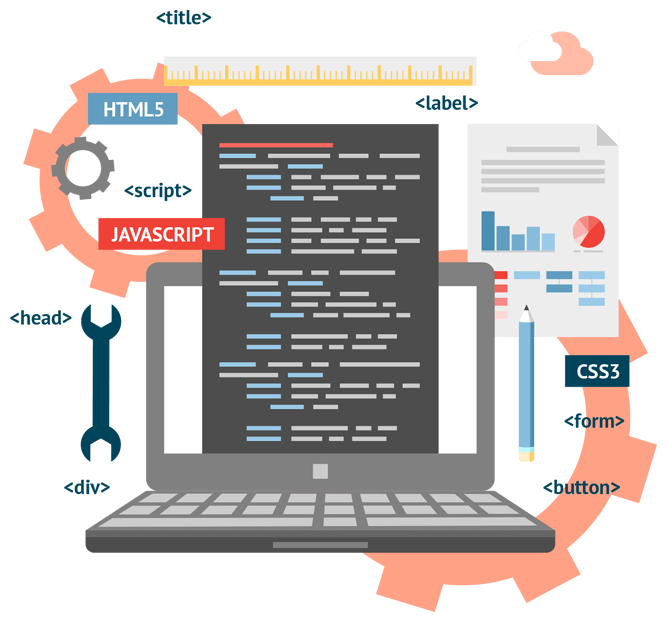 <title>
<label>
HTML5
<script>
JAVASCRIPT
<head>
CSS3
<form>
<div>
<button>